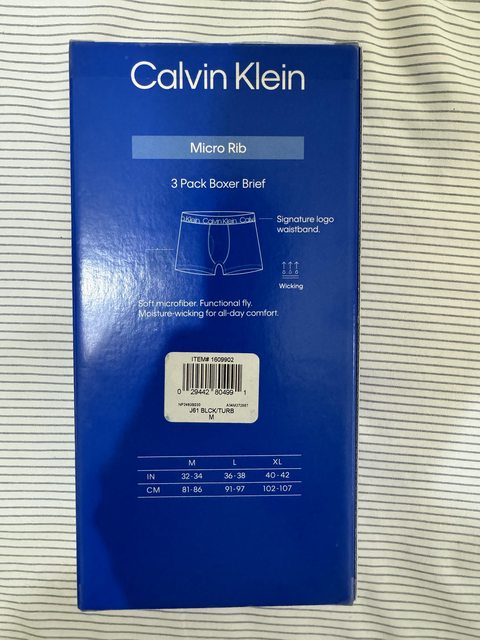 Calvin Klein
Micro Rib
3 Pack Boxer Brief
Klein Calvin Klein Calvi
Signature logo
waistband.
Wicking
Soft microfiber. Functional fly.
Moisture-wicking for all-day comfort.
ITEM# 1609902
0 29442 80499 1
J61 BLCK/TURB
M
M L XL
IN 32-34 36-38 40-42
CM 81-86 91-97 102-107